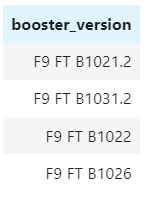 booster_version
F9 FT B1021.2
F9 FT B1031.2
F9 FT B1022
F9 FT B1026